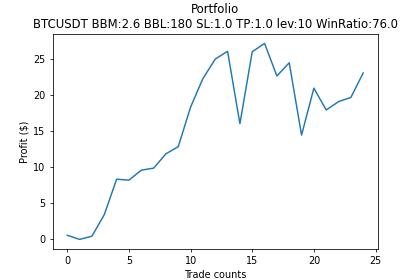 Portfolio
BTCUSDT BBM:2.6 BBL:180 SL:1.0 TP:1.0 lev:10 WinRatio:76.0
25
20
15
10
5
0
Profit ($)
0 5 10 15 20 25
Trade counts